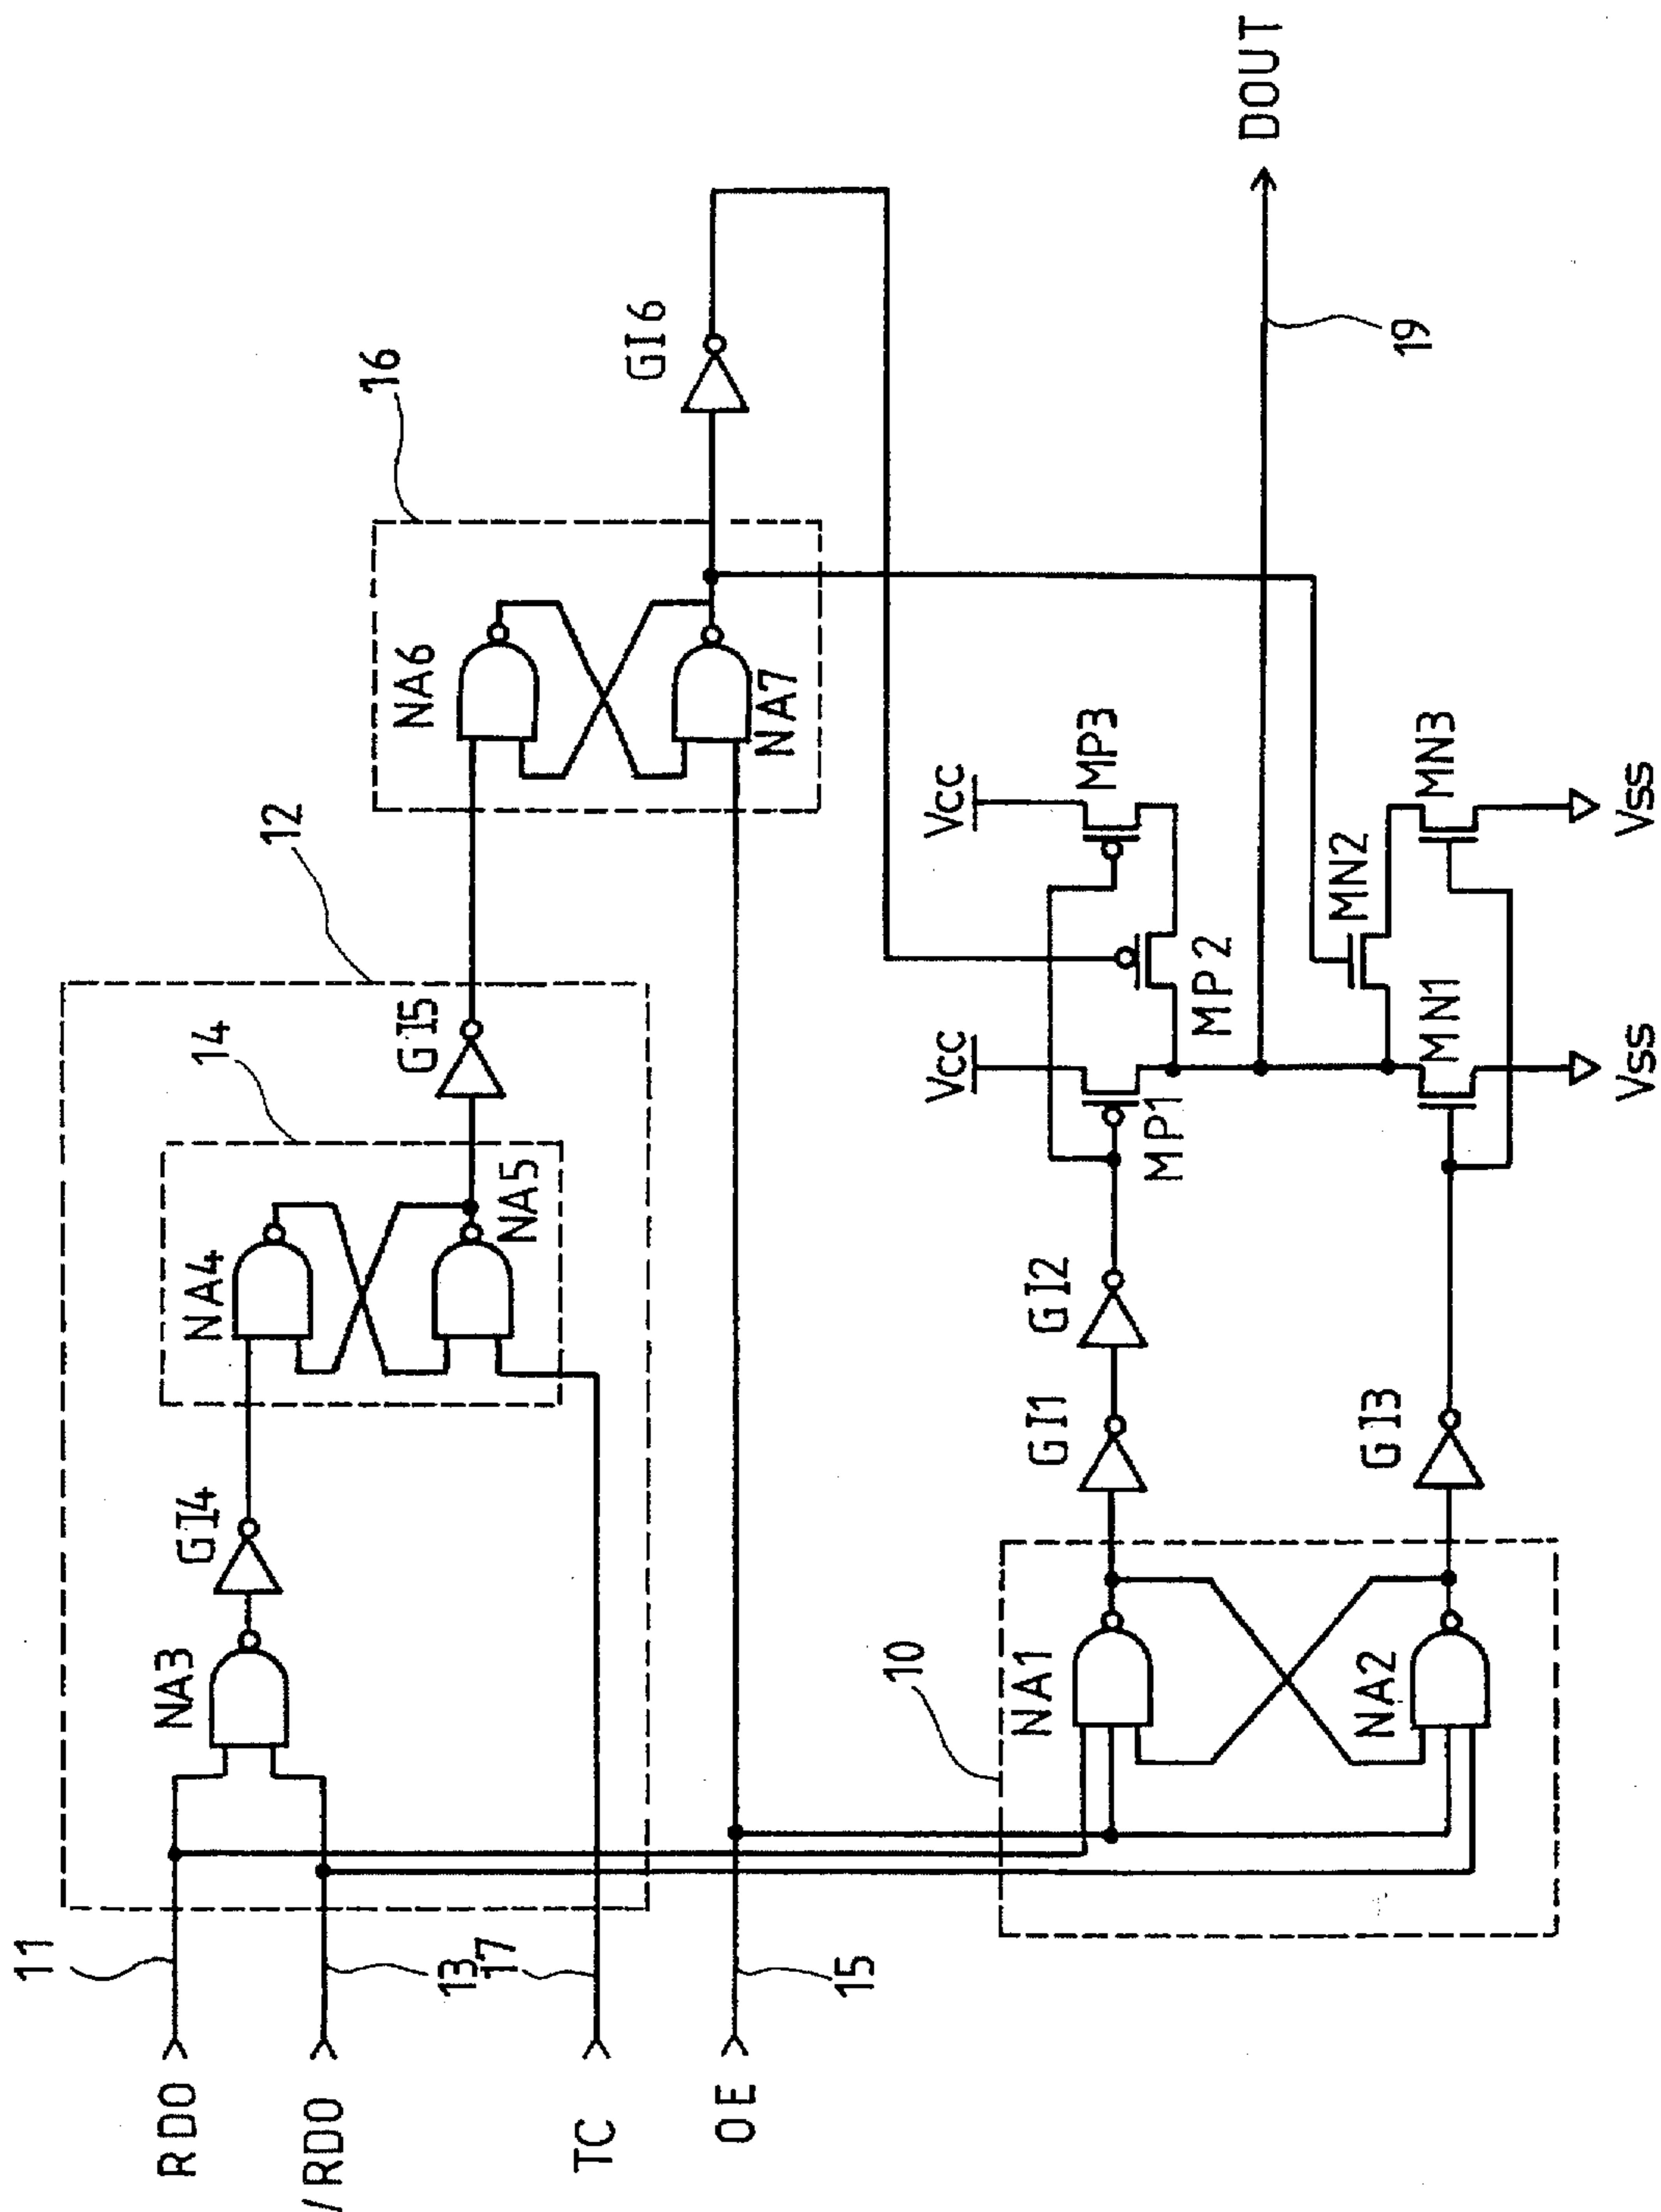 RDO
/RDO
TC
OE
11
13
17
15
NA3
GI4
NA4
NA5
14
GI5
12
NA6
NA7
16
GI6
10
NA1
NA2
GI1
GI2
GI3
Vcc
Vcc
MP1
MP2
MP3
MN1
MN2
MN3
Vss
Vss
19
DOUT